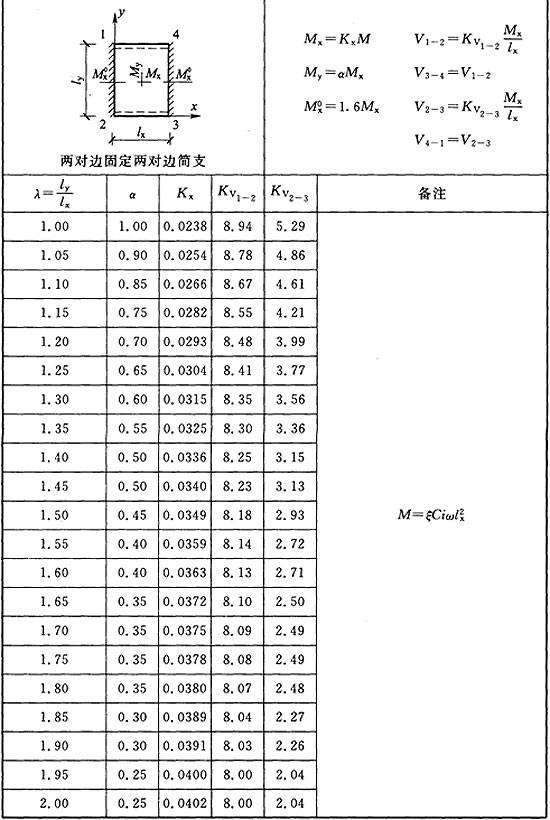 y
1 4
l_y M_x^0 M_y M_x M_x^0
2 3 x
l_x
两对边固定两对边简支
M_x=K_xM V_{1-2}=K_{V_{1-2}} M_x/l_x
M_y=αM_x V_{3-4}=V_{1-2}
M_x^0=1.6M_x V_{2-3}=K_{V_{2-3}} M_x/l_x
V_{4-1}=V_{2-3}
λ=l_y/l_x α K_x K_{V_{1-2}} K_{V_{2-3}} 备注
1.00 1.00 0.0238 8.94 5.29
1.05 0.90 0.0254 8.78 4.86
1.10 0.85 0.0266 8.67 4.61
1.15 0.75 0.0282 8.55 4.21
1.20 0.70 0.0293 8.48 3.99
1.25 0.65 0.0304 8.41 3.77
1.30 0.60 0.0315 8.35 3.56
1.35 0.55 0.0325 8.30 3.36
1.40 0.50 0.0336 8.25 3.15
1.45 0.50 0.0340 8.23 3.13
1.50 0.45 0.0349 8.18 2.93 M=ξCiωl_x^2
1.55 0.40 0.0359 8.14 2.72
1.60 0.40 0.0363 8.13 2.71
1.65 0.35 0.0372 8.10 2.50
1.70 0.35 0.0375 8.09 2.49
1.75 0.35 0.0378 8.08 2.49
1.80 0.35 0.0380 8.07 2.48
1.85 0.30 0.0389 8.04 2.27
1.90 0.30 0.0391 8.03 2.26
1.95 0.25 0.0400 8.00 2.04
2.00 0.25 0.0402 8.00 2.04